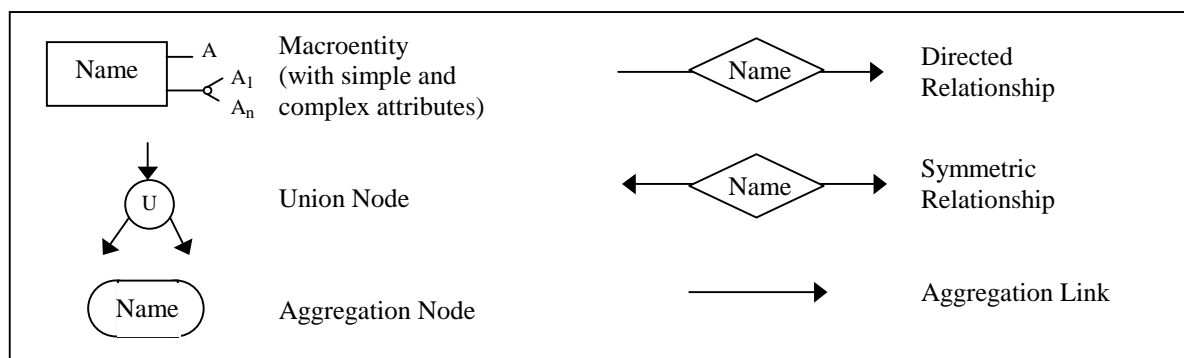 Name
A
A1
An
Macroentity
(with simple and
complex attributes)
U
Union Node
Name
Aggregation Node
Name
Directed
Relationship
Name
Symmetric
Relationship
Aggregation Link